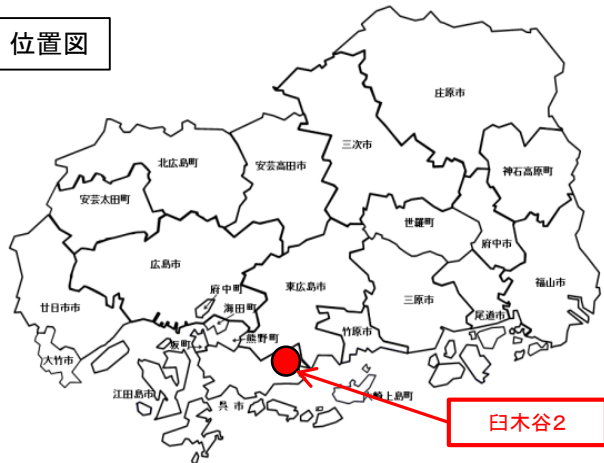 位置図
庄原市
三次市
北広島町
安芸高田市
神石高原町
安芸太田町
世羅町
府中市
広島市
東広島市
三原市
福山市
府中町
廿日市市
海田町
尾道市
竹原市
熊野町
坂町
大竹市
江田島市
呉市
崎上島町
臼木谷2